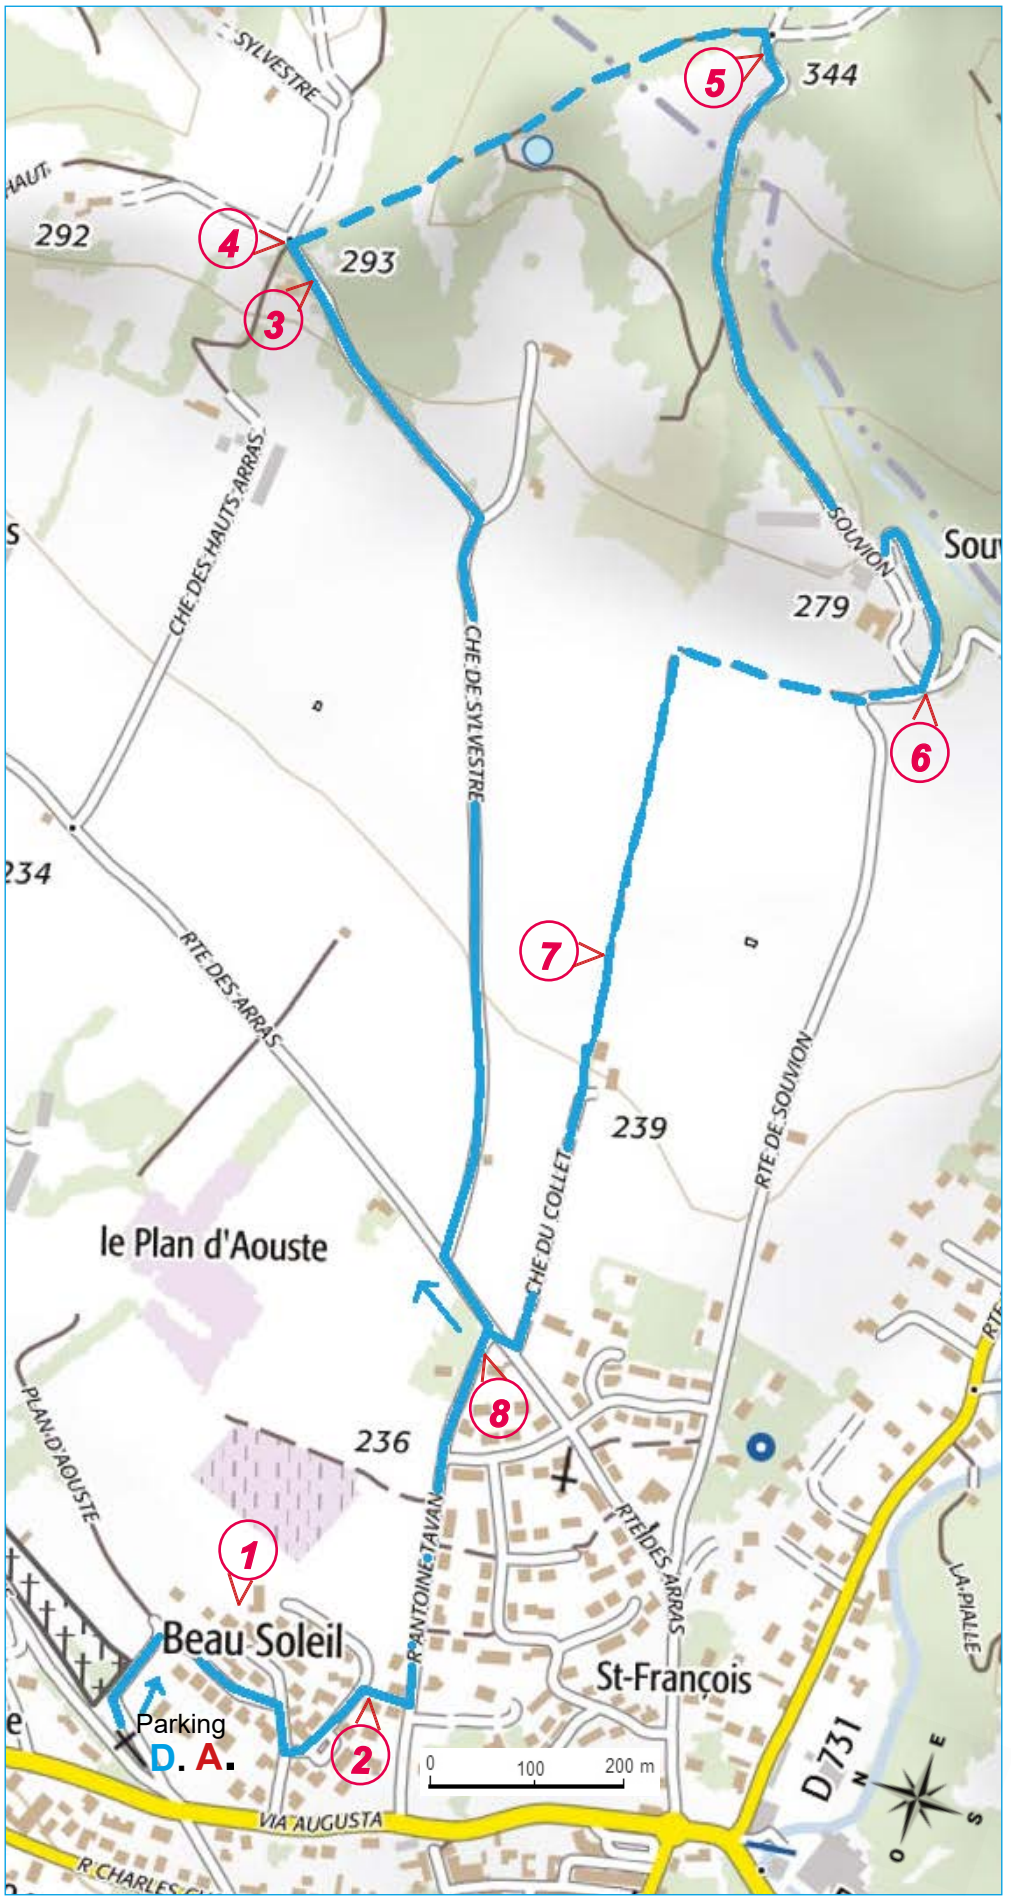 SYLVESTRE
5
344
HAUT
292
4
293
3
CHE DES HAUTS ARRAS
s
SOUVION
Souv
279
CHE DE SYLVESTRE
6
234
7
RTE DES ARRAS
RTE DE SOUVION
239
CHE DU COLLET
le Plan d'Aouste
RTE
8
PLAN D'AOUSTE
236
R ANTOINE TAVAN
1
RTE DES ARRAS
LA PIALLE
Beau Soleil
St-François
e
Parking
D. A.
2
0 100 200 m
D 731
E
N
S
O
VIA AUGUSTA
R CHARLES